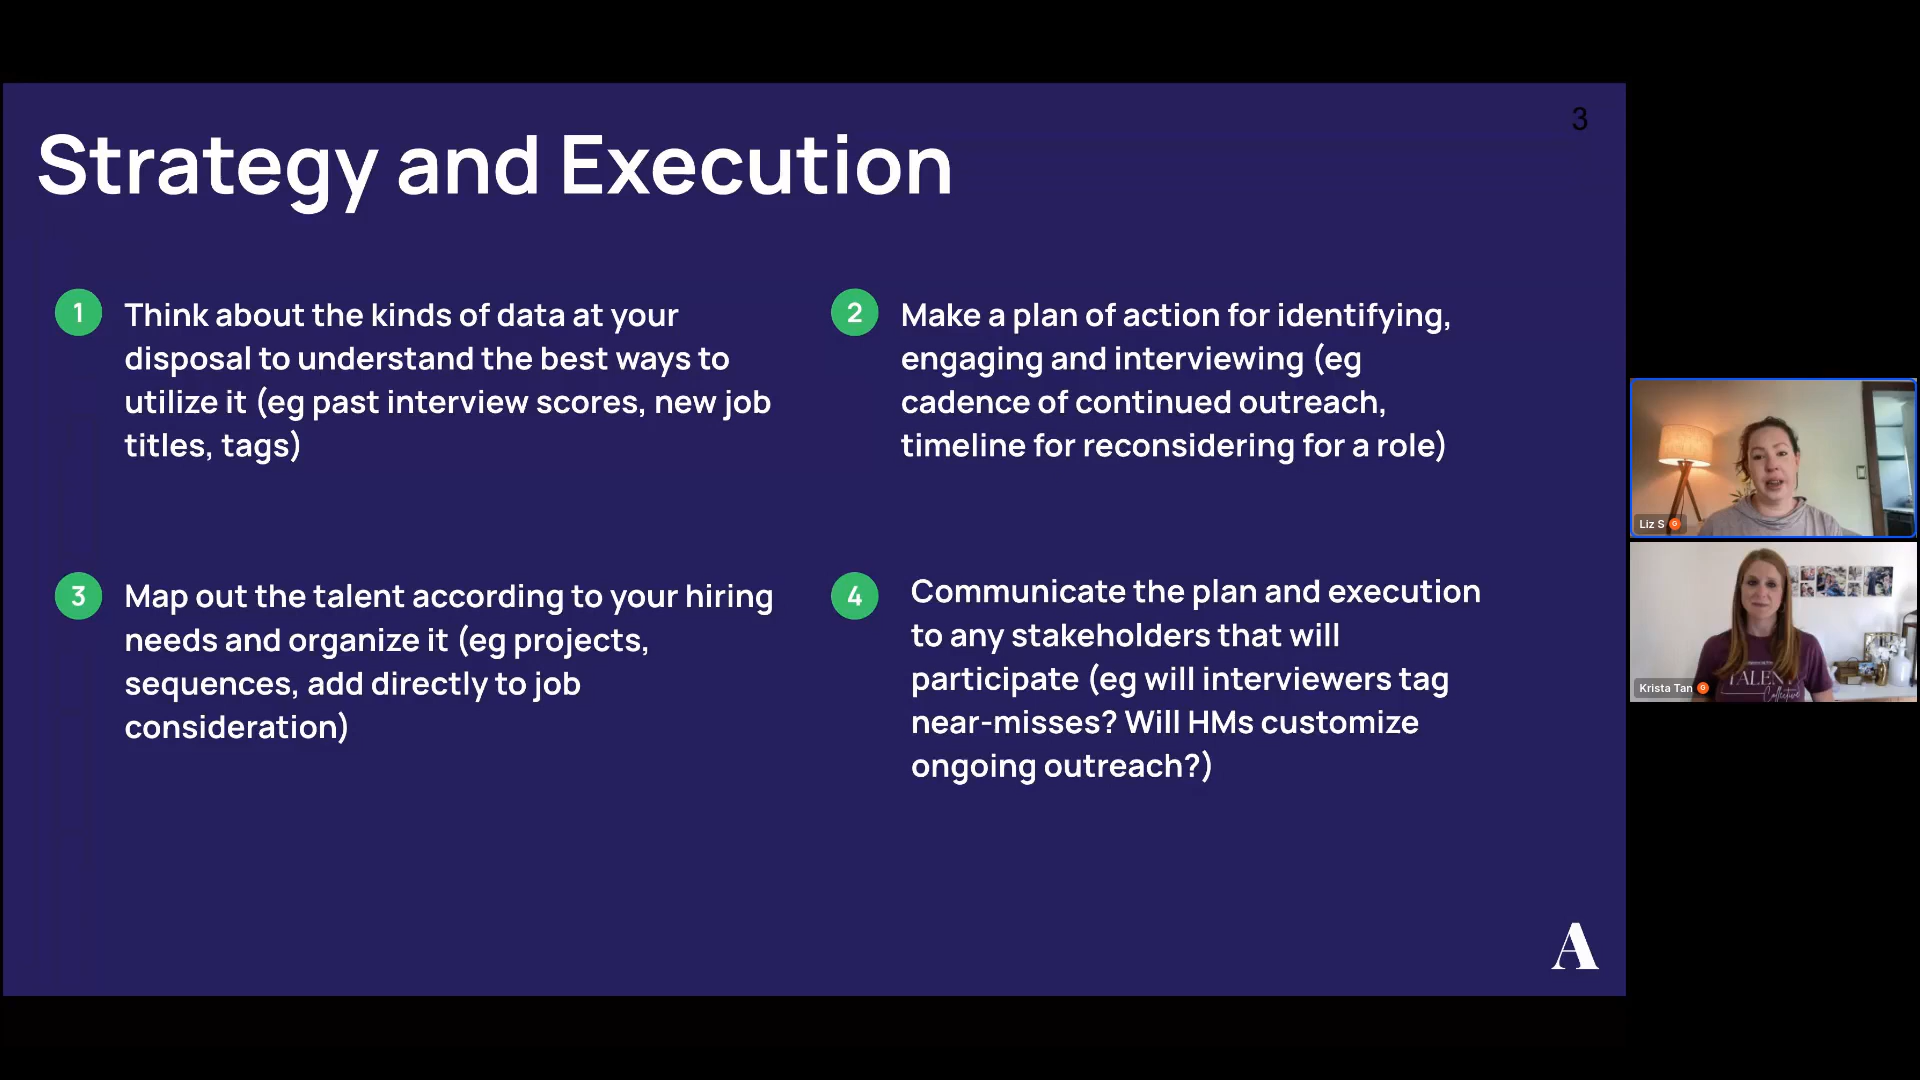 3
Strategy and Execution
1
Think about the kinds of data at your
disposal to understand the best ways to
utilize it (eg past interview scores, new job
titles, tags)
2
Make a plan of action for identifying,
engaging and interviewing (eg
cadence of continued outreach,
timeline for reconsidering for a role)
3
Map out the talent according to your hiring
needs and organize it (eg projects,
sequences, add directly to job
consideration)
4
Communicate the plan and execution
to any stakeholders that will
participate (eg will interviewers tag
near-misses? Will HMs customize
ongoing outreach?)
A
Liz S
Krista Tan
TALENT
Collective